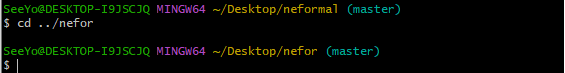 SeeYo@DESKTOP-I9JSCJQ MINGW64 ~/Desktop/neformal (master)
$ cd ../nefor
SeeYo@DESKTOP-I9JSCJQ MINGW64 ~/Desktop/nefor (master)
$